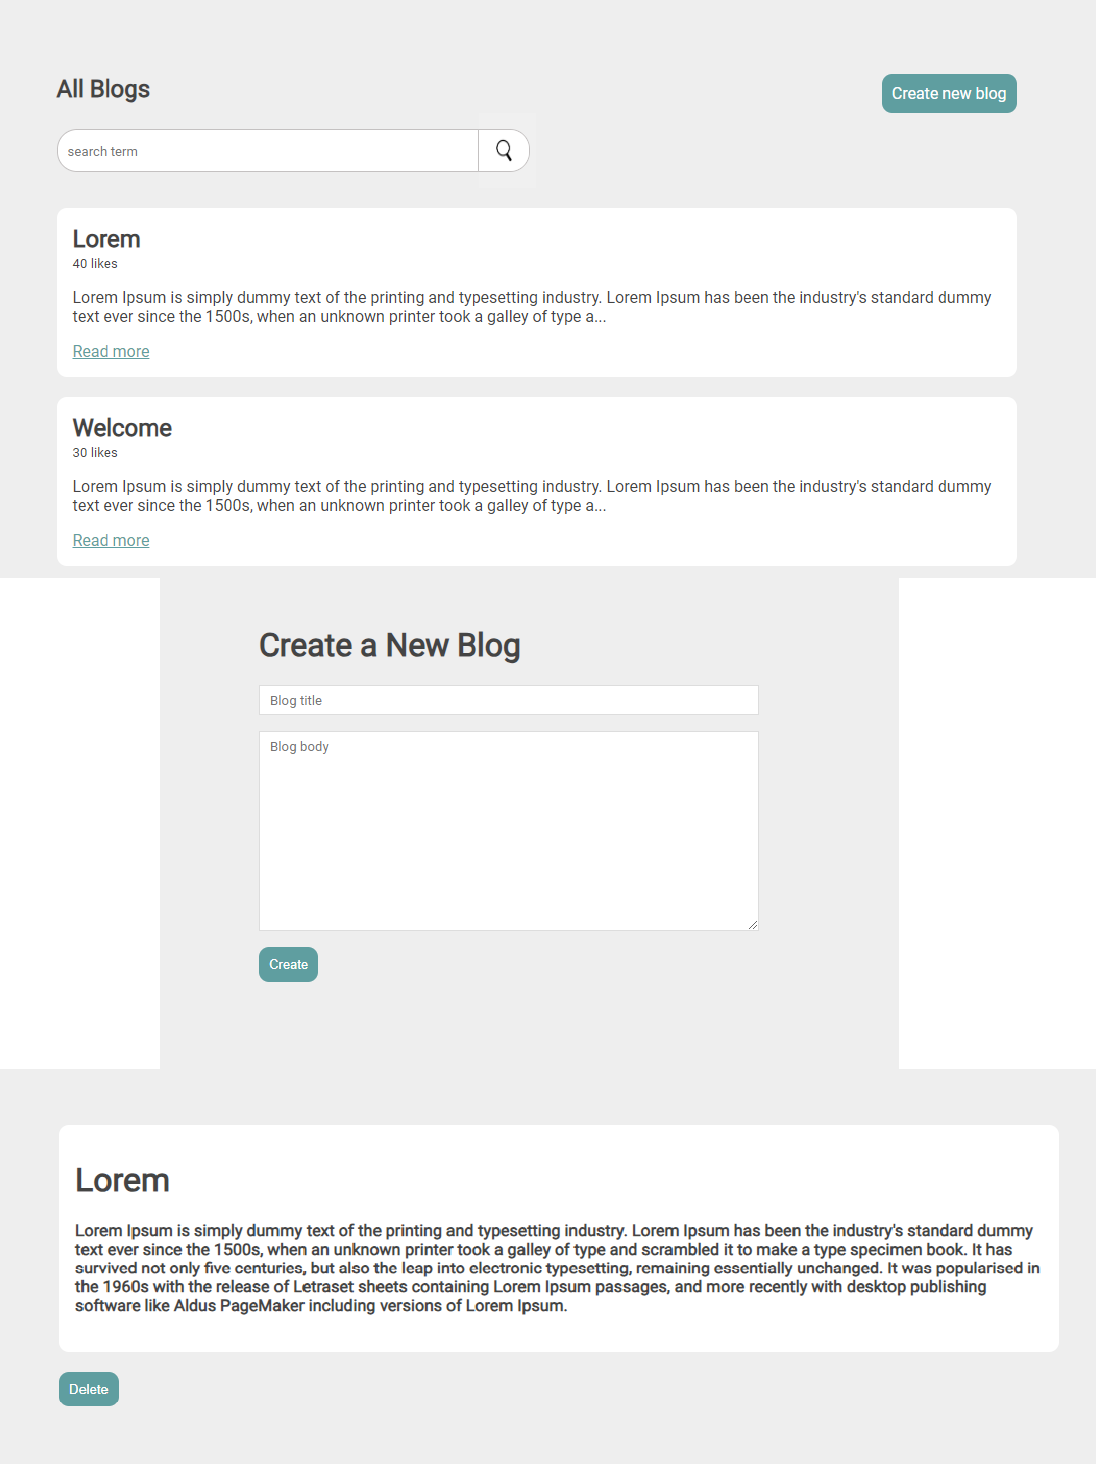 All Blogs
Create new blog
search term
Lorem
40 likes
Lorem Ipsum is simply dummy text of the printing and typesetting industry. Lorem Ipsum has been the industry's standard dummy
text ever since the 1500s, when an unknown printer took a galley of type a...
Read more
Welcome
30 likes
Lorem Ipsum is simply dummy text of the printing and typesetting industry. Lorem Ipsum has been the industry's standard dummy
text ever since the 1500s, when an unknown printer took a galley of type a...
Read more
Create a New Blog
Blog title
Blog body
Create
Lorem
Lorem Ipsum is simply dummy text of the printing and typesetting industry. Lorem Ipsum has been the industry's standard dummy
text ever since the 1500s, when an unknown printer took a galley of type and scrambled it to make a type specimen book. It has
survived not only five centuries, but also the leap into electronic typesetting, remaining essentially unchanged. It was popularised in
the 1960s with the release of Letraset sheets containing Lorem Ipsum passages, and more recently with desktop publishing
software like Aldus PageMaker including versions of Lorem Ipsum.
Delete